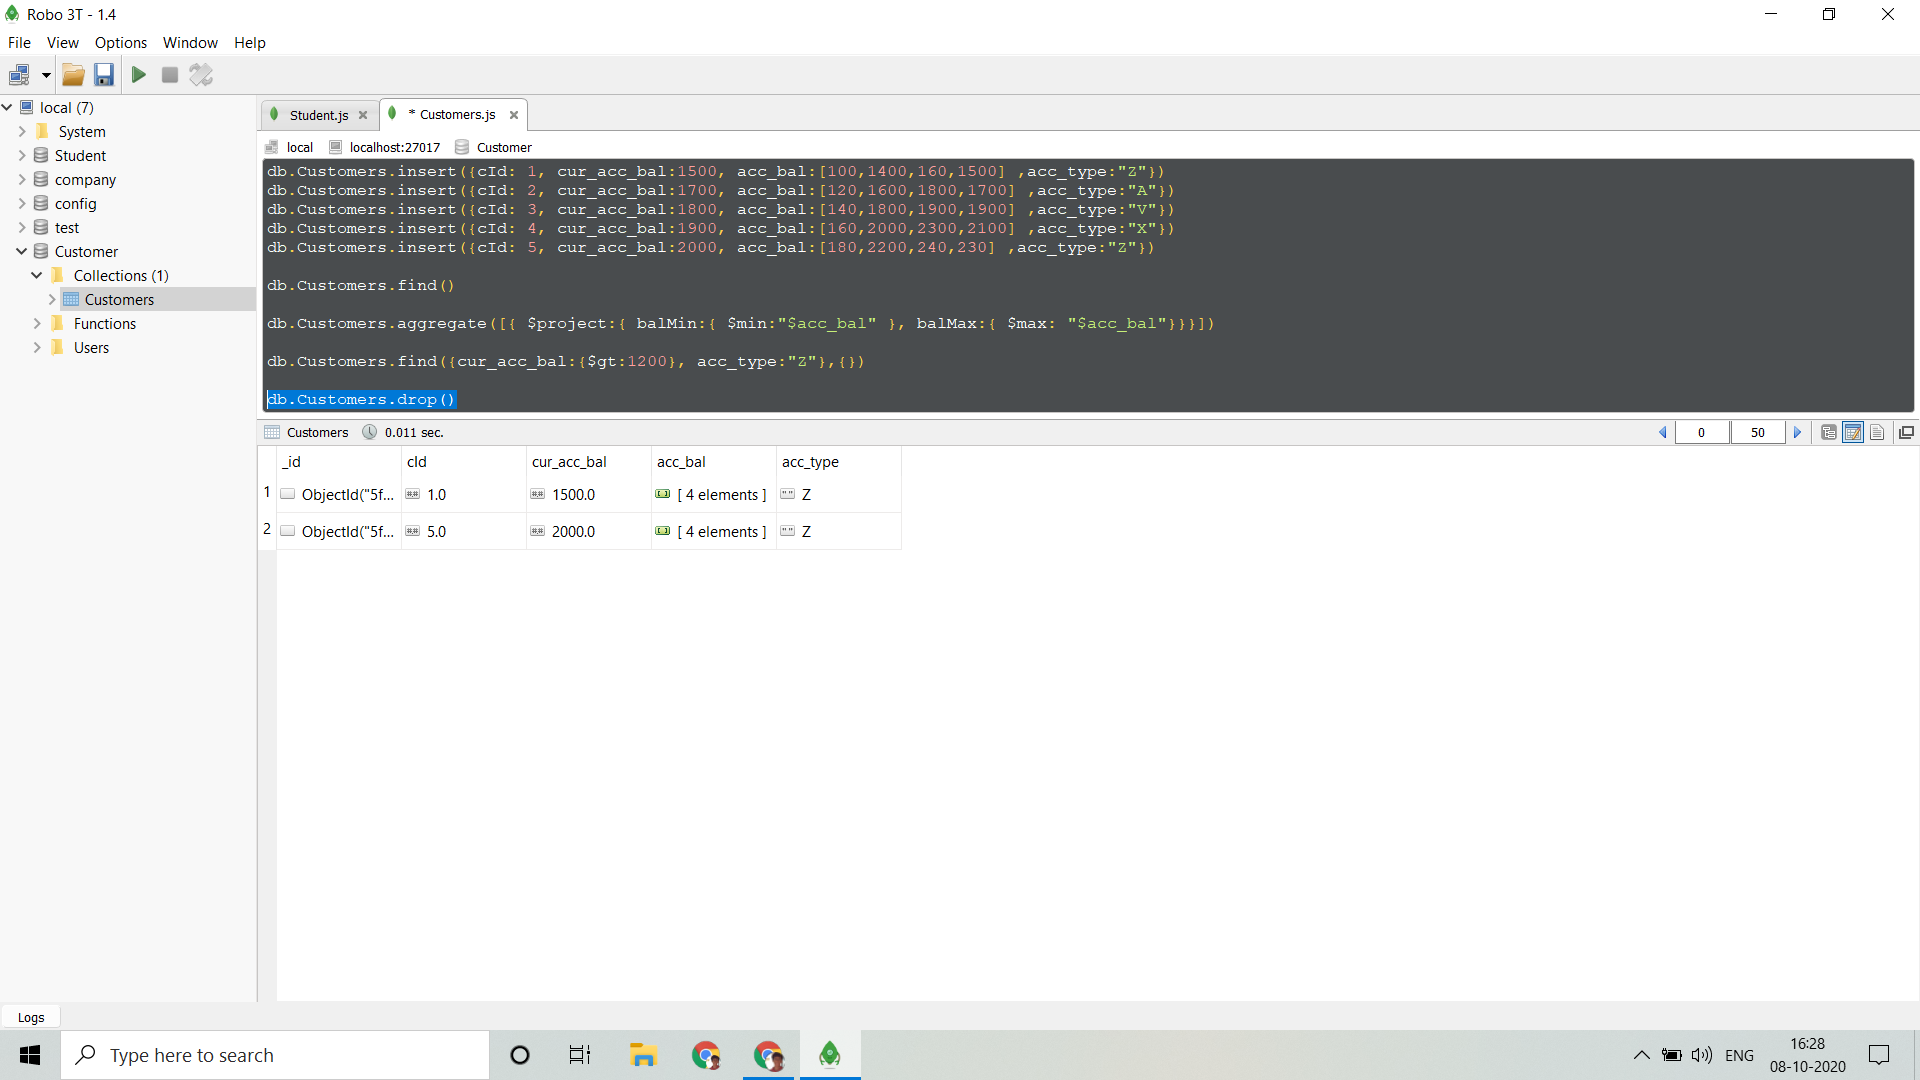 Robo 3T - 1.4
File View Options Window Help
local (7)
System
Student
company
config
test
Customer
Collections (1)
Customers
Functions
Users
Student.js * Customers.js
local localhost:27017 Customer
db.Customers.insert({cId: 1, cur_acc_bal:1500, acc_bal:[100,1400,160,1500] ,acc_type:"Z"})
db.Customers.insert({cId: 2, cur_acc_bal:1700, acc_bal:[120,1600,1800,1700] ,acc_type:"A"})
db.Customers.insert({cId: 3, cur_acc_bal:1800, acc_bal:[140,1800,1900,1900] ,acc_type:"V"})
db.Customers.insert({cId: 4, cur_acc_bal:1900, acc_bal:[160,2000,2300,2100] ,acc_type:"X"})
db.Customers.insert({cId: 5, cur_acc_bal:2000, acc_bal:[180,2200,240,230] ,acc_type:"Z"})
db.Customers.find()
db.Customers.aggregate([{ $project:{ balMin:{ $min:"$acc_bal" }, balMax:{ $max: "$acc_bal"}}}])
db.Customers.find({cur_acc_bal:{$gt:1200}, acc_type:"Z"},{})
db.Customers.drop()
Customers 0.011 sec. 0 50
_id cId cur_acc_bal acc_bal acc_type
1 ObjectId("5f... 1.0 1500.0 [ 4 elements ] Z
2 ObjectId("5f... 5.0 2000.0 [ 4 elements ] Z
Logs
Type here to search
ENG
16:28
08-10-2020